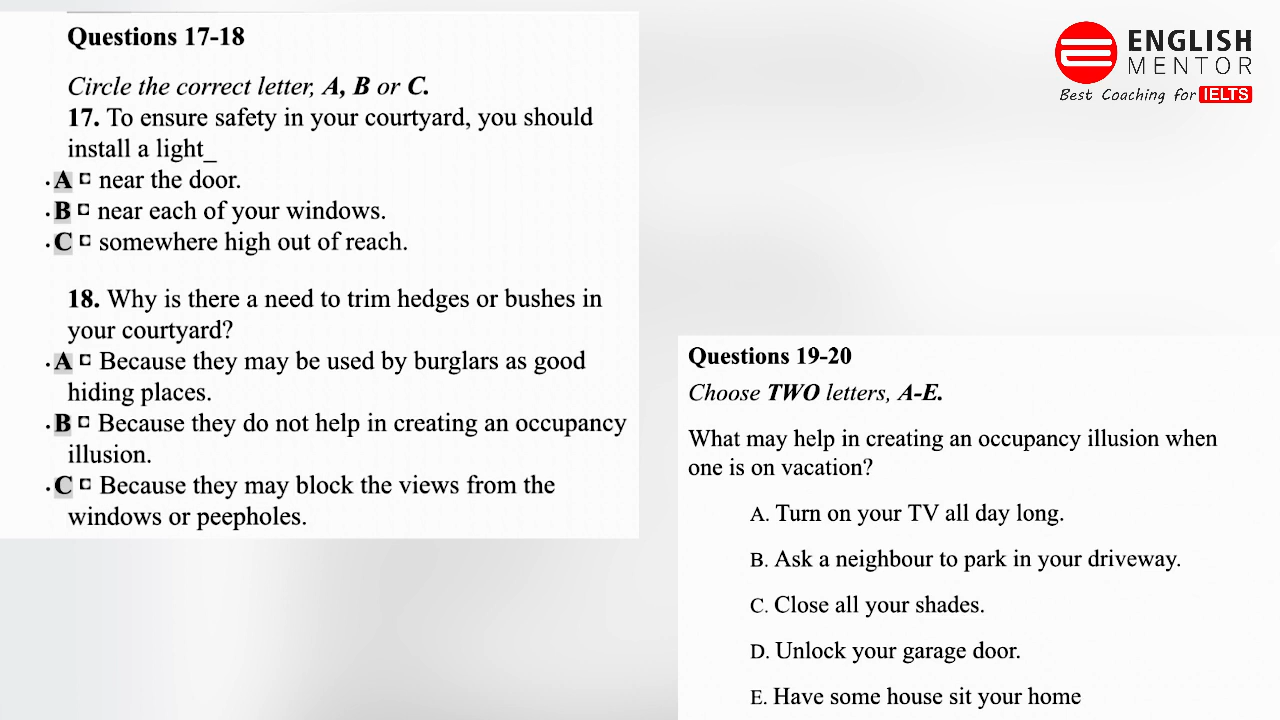 Questions 17-18
Circle the correct letter, A, B or C.
17. To ensure safety in your courtyard, you should
install a light_
A near the door.
B near each of your windows.
C somewhere high out of reach.
18. Why is there a need to trim hedges or bushes in
your courtyard?
A Because they may be used by burglars as good
hiding places.
B Because they do not help in creating an occupancy
illusion.
C Because they may block the views from the
windows or peepholes.
ENGLISH
MENTOR
Best Coaching for IELTS
Questions 19-20
Choose TWO letters, A-E.
What may help in creating an occupancy illusion when
one is on vacation?
A. Turn on your TV all day long.
B. Ask a neighbour to park in your driveway.
C. Close all your shades.
D. Unlock your garage door.
E. Have some house sit your home